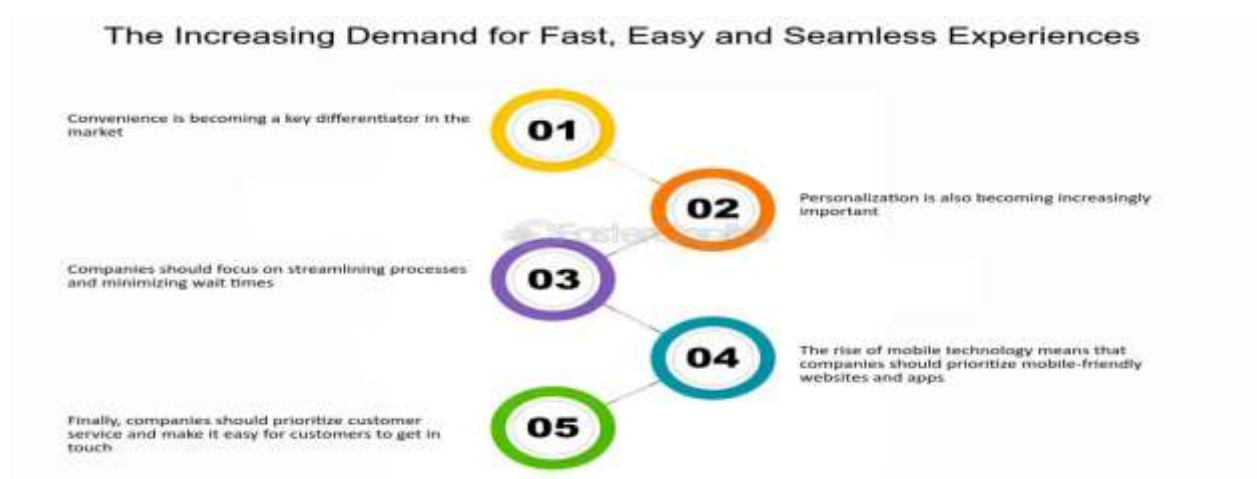 The Increasing Demand for Fast, Easy and Seamless Experiences
Convenience is becoming a key differentiator in the
market
01
02
Personalization is also becoming increasingly
important
Companies should focus on streamlining processes
and minimizing wait times
03
04
The rise of mobile technology means that
companies should prioritize mobile-friendly
websites and apps
Finally, companies should prioritize customer
service and make it easy for customers to get in
touch
05